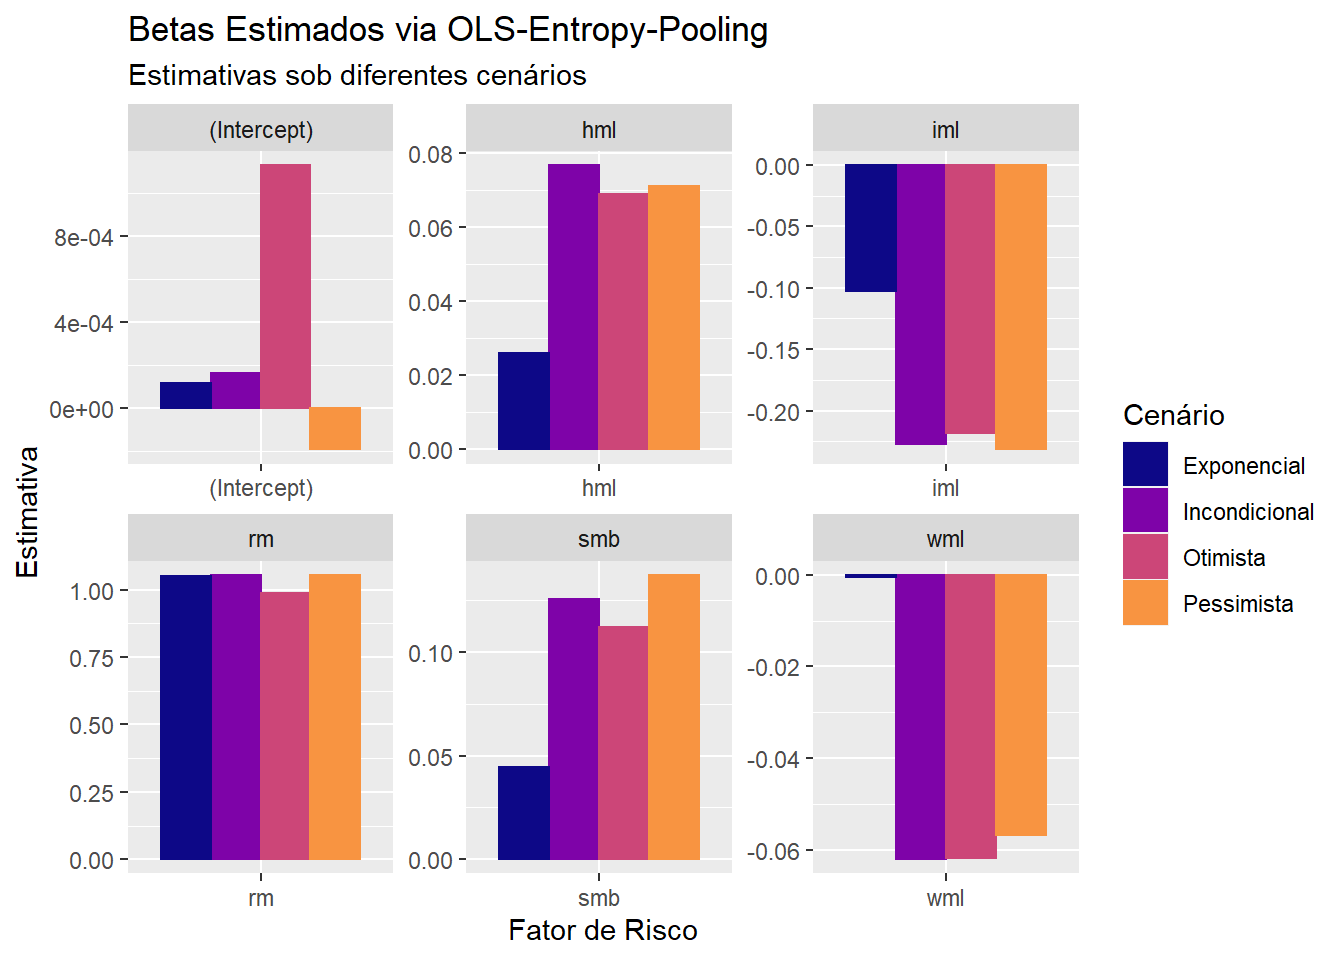 Betas Estimados via OLS-Entropy-Pooling
Estimativas sob diferentes cenários
(Intercept)
hml
iml
8e-04
4e-04
0e+00
0.08
0.06
0.04
0.02
0.00
0.00
-0.05
-0.10
-0.15
-0.20
(Intercept)
hml
iml
rm
smb
wml
1.00
0.75
0.50
0.25
0.00
0.10
0.05
0.00
0.00
-0.02
-0.04
-0.06
rm
smb
wml
Estimativa
Fator de Risco
Cenário
Exponencial
Incondicional
Otimista
Pessimista